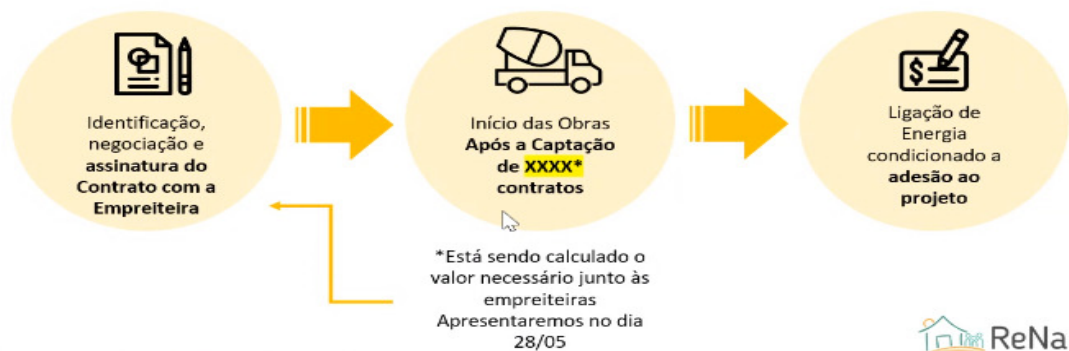 Identificação,
negociação e
assinatura do
Contrato com a
Empreiteira
Início das Obras
Após a Captação
de XXXX*
contratos
*Está sendo calculado o
valor necessário junto às
empreiteiras
Apresentaremos no dia
28/05
$
Ligação de
Energia
condicionado a
adesão ao
projeto
ReNa